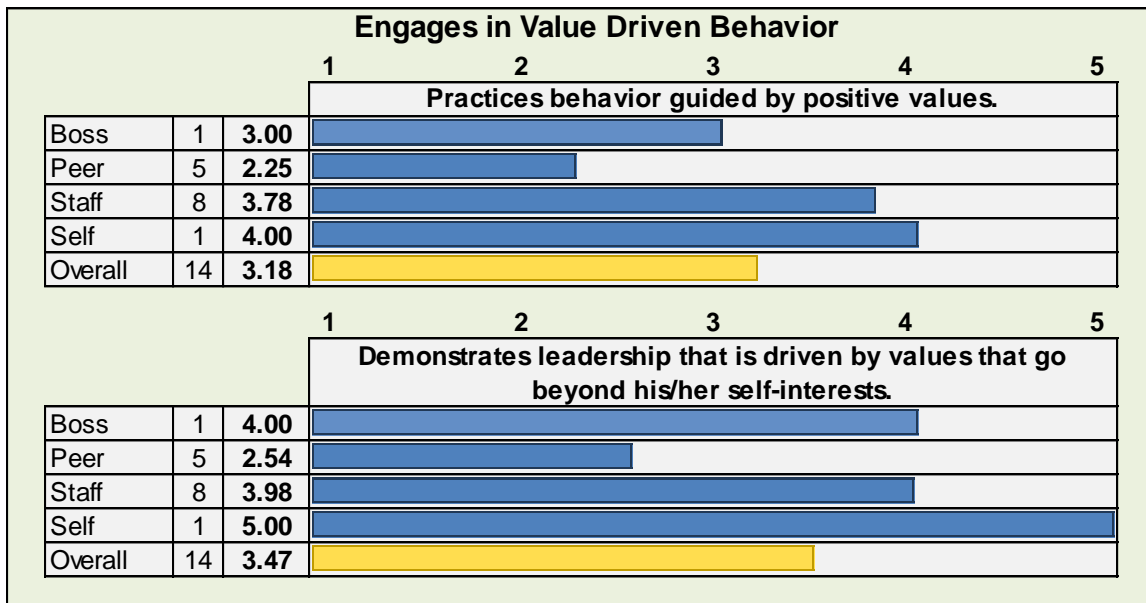 Engages in Value Driven Behavior
1 2 3 4 5
Practices behavior guided by positive values.
Boss 1 3.00
Peer 5 2.25
Staff 8 3.78
Self 1 4.00
Overall 14 3.18
1 2 3 4 5
Demonstrates leadership that is driven by values that go
beyond his/her self-interests.
Boss 1 4.00
Peer 5 2.54
Staff 8 3.98
Self 1 5.00
Overall 14 3.47